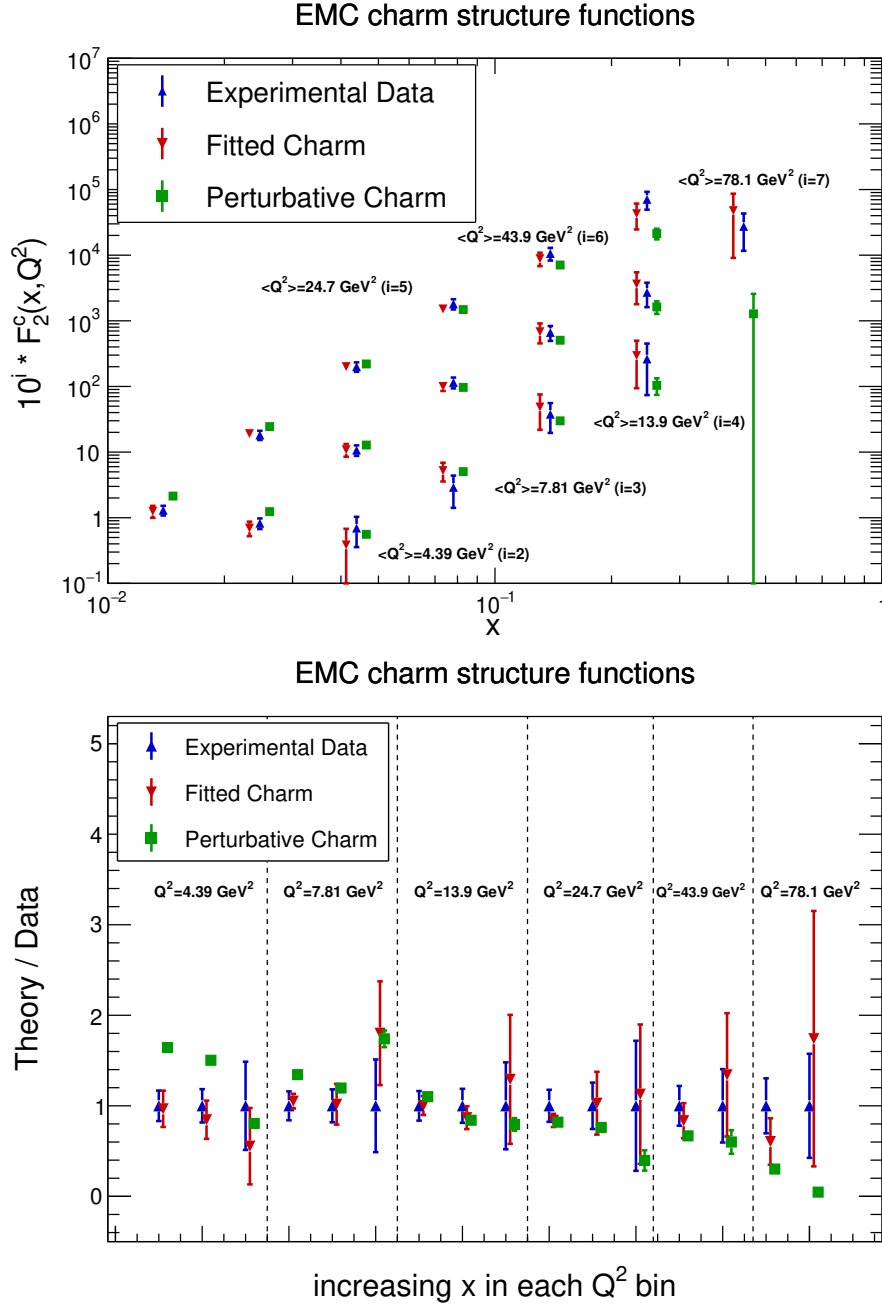 EMC charm structure functions
10⁷
10⁶
10⁵
10⁴
10³
10²
10
1
10⁻¹
10ⁱ * F₂ᶜ(x,Q²)
Experimental Data
Fitted Charm
Perturbative Charm
<Q²>=78.1 GeV² (i=7)
<Q²>=43.9 GeV² (i=6)
<Q²>=24.7 GeV² (i=5)
<Q²>=13.9 GeV² (i=4)
<Q²>=7.81 GeV² (i=3)
<Q²>=4.39 GeV² (i=2)
10⁻² 10⁻¹ 1
x
EMC charm structure functions
Experimental Data
Fitted Charm
Perturbative Charm
Q²=4.39 GeV² Q²=7.81 GeV² Q²=13.9 GeV² Q²=24.7 GeV² Q²=43.9 GeV² Q²=78.1 GeV²
5
4
3
2
1
0
Theory / Data
increasing x in each Q² bin